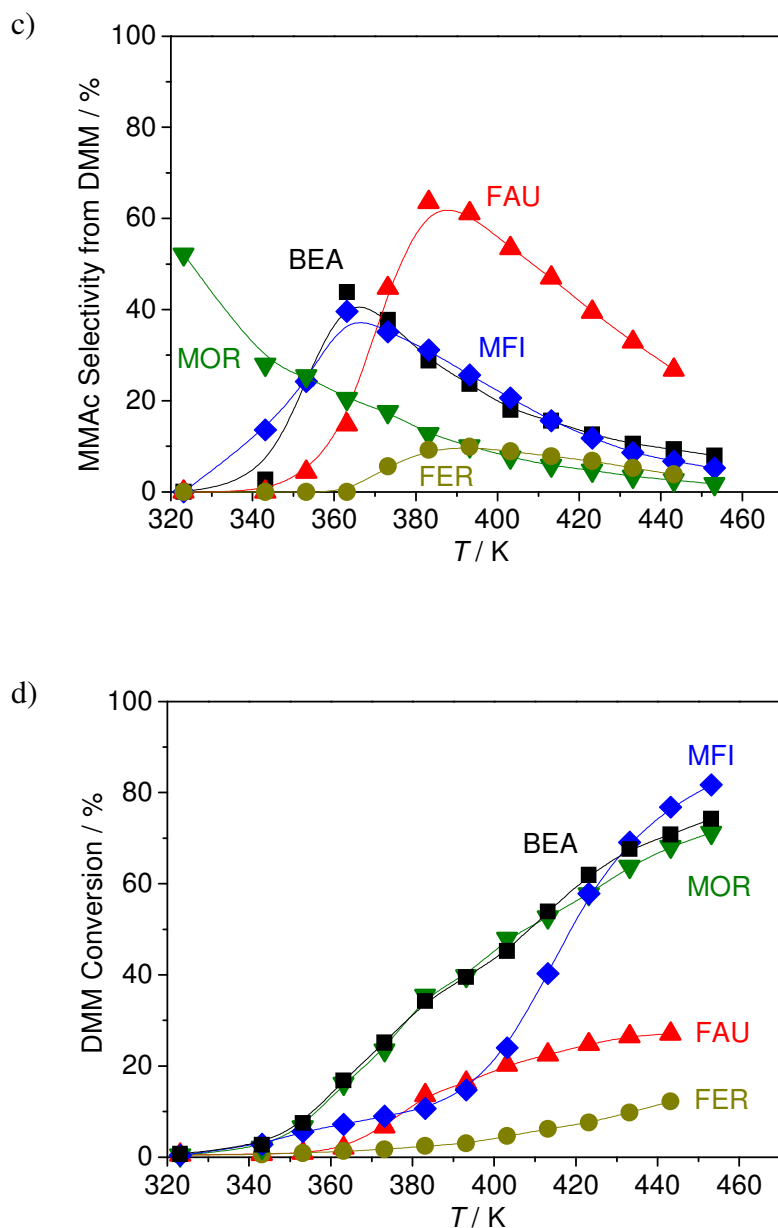 c)
MMAc Selectivity from DMM / %
100
80
60
40
20
0
FAU
BEA
MFI
MOR
FER
320 340 360 380 400 420 440 460
T / K
d)
DMM Conversion / %
100
80
60
40
20
0
MFI
BEA
MOR
FAU
FER
320 340 360 380 400 420 440 460
T / K